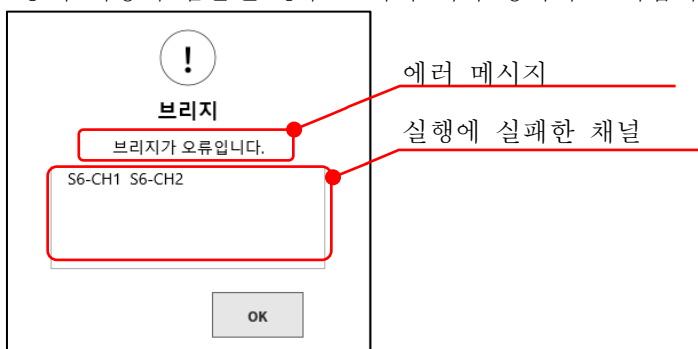 !
브리지
브리지가 오류입니다.
S6-CH1 S6-CH2
OK
에러 메시지
실행에 실패한 채널